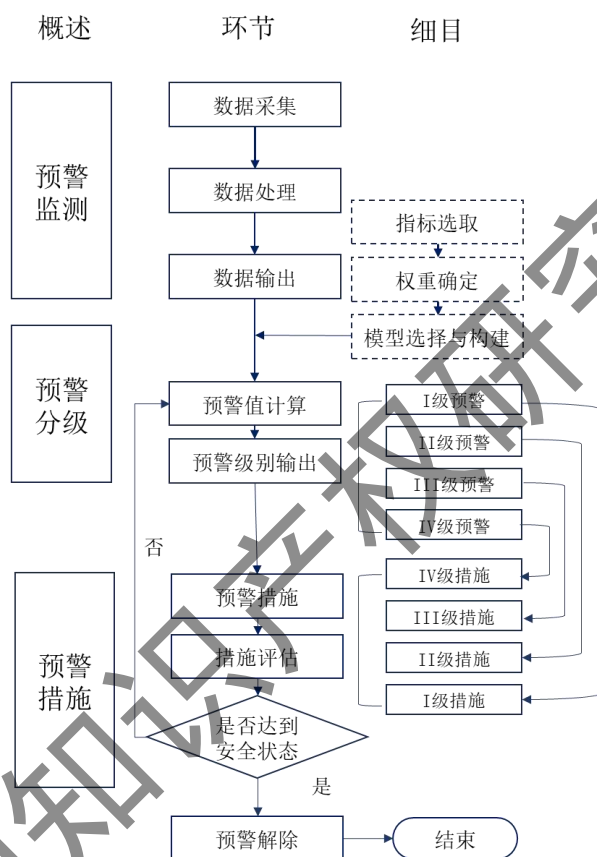 概述
环节
细目
预警
监测
数据采集
数据处理
数据输出
指标选取
权重确定
模型选择与构建
预警
分级
预警值计算
预警级别输出
I级预警
II级预警
III级预警
IV级预警
否
预警
措施
预警措施
措施评估
IV级措施
III级措施
II级措施
I级措施
是否达到
安全状态
是
预警解除
结束
知识产权研究